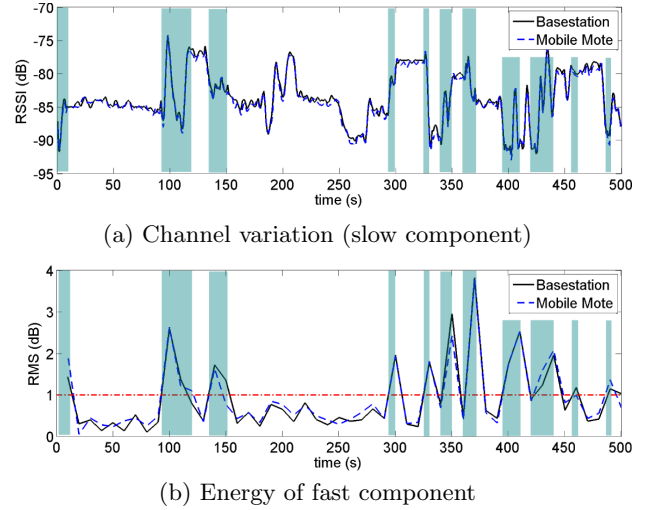 -70
-75
-80
-85
-90
-95
RSSI (dB)
Basestation
Mobile Mote
0 50 100 150 200 250 300 350 400 450 500
time (s)
(a) Channel variation (slow component)
4
3
2
1
0
RMS (dB)
Basestation
Mobile Mote
0 50 100 150 200 250 300 350 400 450 500
time (s)
(b) Energy of fast component